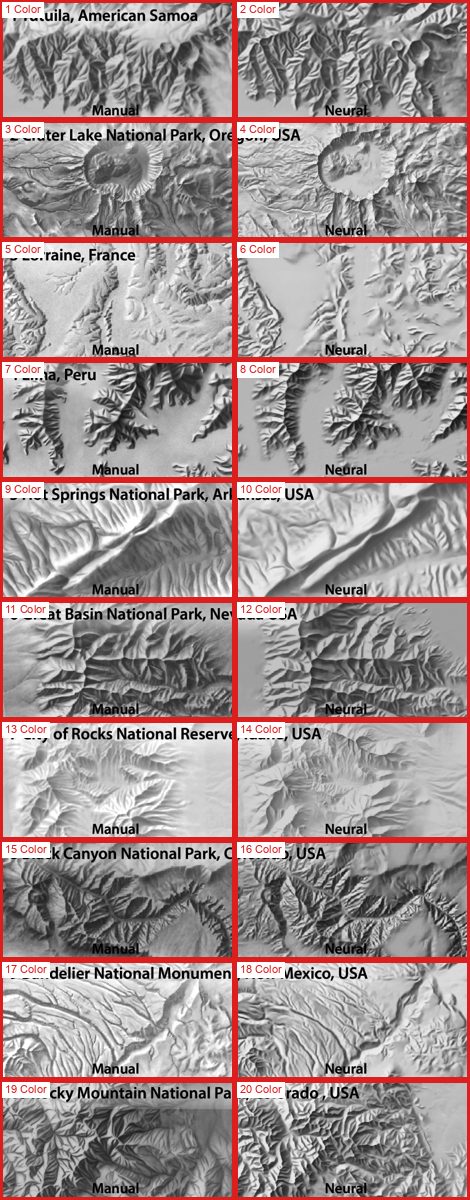 1 Color
2 Color
Tutuila, American Samoa
Manual
Neural
3 Color
4 Color
Crater Lake National Park, Oregon, USA
Manual
Neural
5 Color
6 Color
Lorraine, France
Manual
Neural
7 Color
8 Color
Lima, Peru
Manual
Neural
9 Color
10 Color
Hot Springs National Park, Arkansas, USA
Manual
Neural
11 Color
12 Color
Great Basin National Park, Nevada USA
Manual
Neural
13 Color
14 Color
City of Rocks National Reserve, Idaho, USA
Manual
Neural
15 Color
16 Color
Black Canyon National Park, Colorado, USA
Manual
Neural
17 Color
18 Color
Bandelier National Monument, New Mexico, USA
Manual
Neural
19 Color
20 Color
Rocky Mountain National Park, Colorado , USA
Manual
Neural